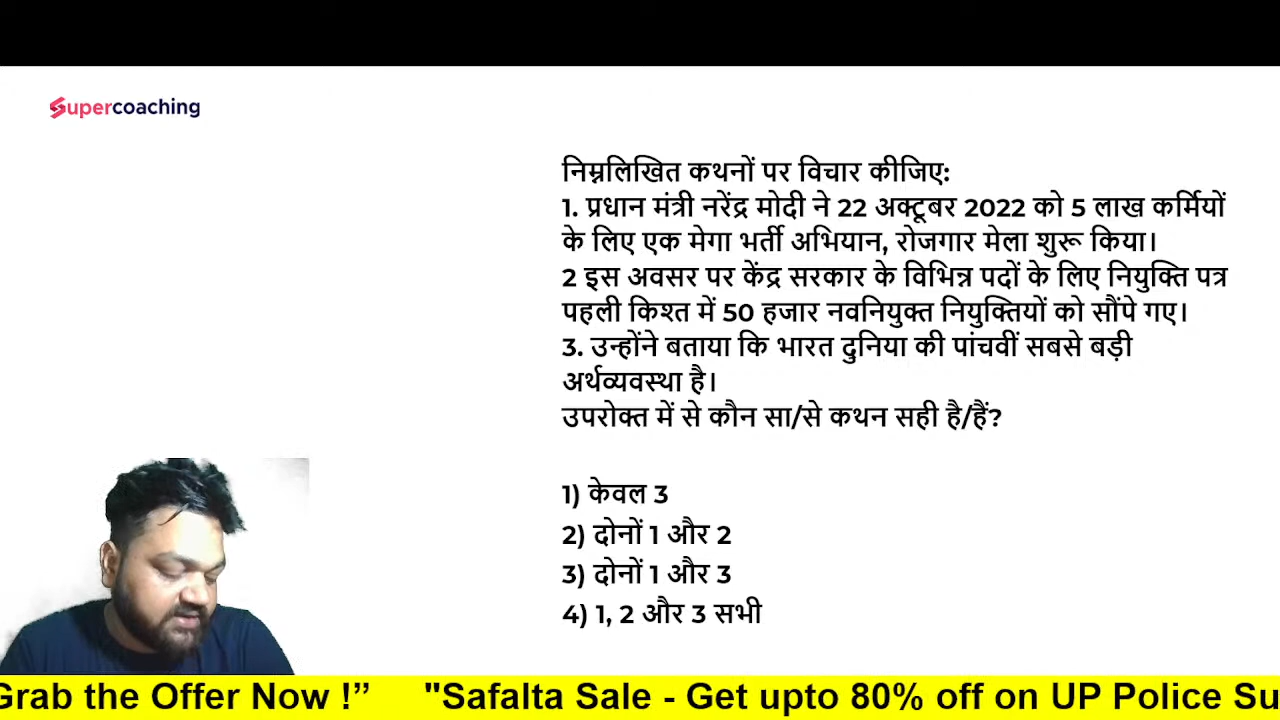 Supercoaching
निम्नलिखित कथनों पर विचार कीजिए:
1. प्रधान मंत्री नरेंद्र मोदी ने 22 अक्टूबर 2022 को 5 लाख कर्मियों
के लिए एक मेगा भर्ती अभियान, रोजगार मेला शुरू किया।
2 इस अवसर पर केंद्र सरकार के विभिन्न पदों के लिए नियुक्ति पत्र
पहली किश्त में 50 हजार नवनियुक्त नियुक्तियों को सौंपे गए।
3. उन्होंने बताया कि भारत दुनिया की पांचवीं सबसे बड़ी
अर्थव्यवस्था है।
उपरोक्त में से कौन सा/से कथन सही है/हैं?
1) केवल 3
2) दोनों 1 और 2
3) दोनों 1 और 3
4) 1, 2 और 3 सभी
Grab the Offer Now !” "Safalta Sale - Get upto 80% off on UP Police Su